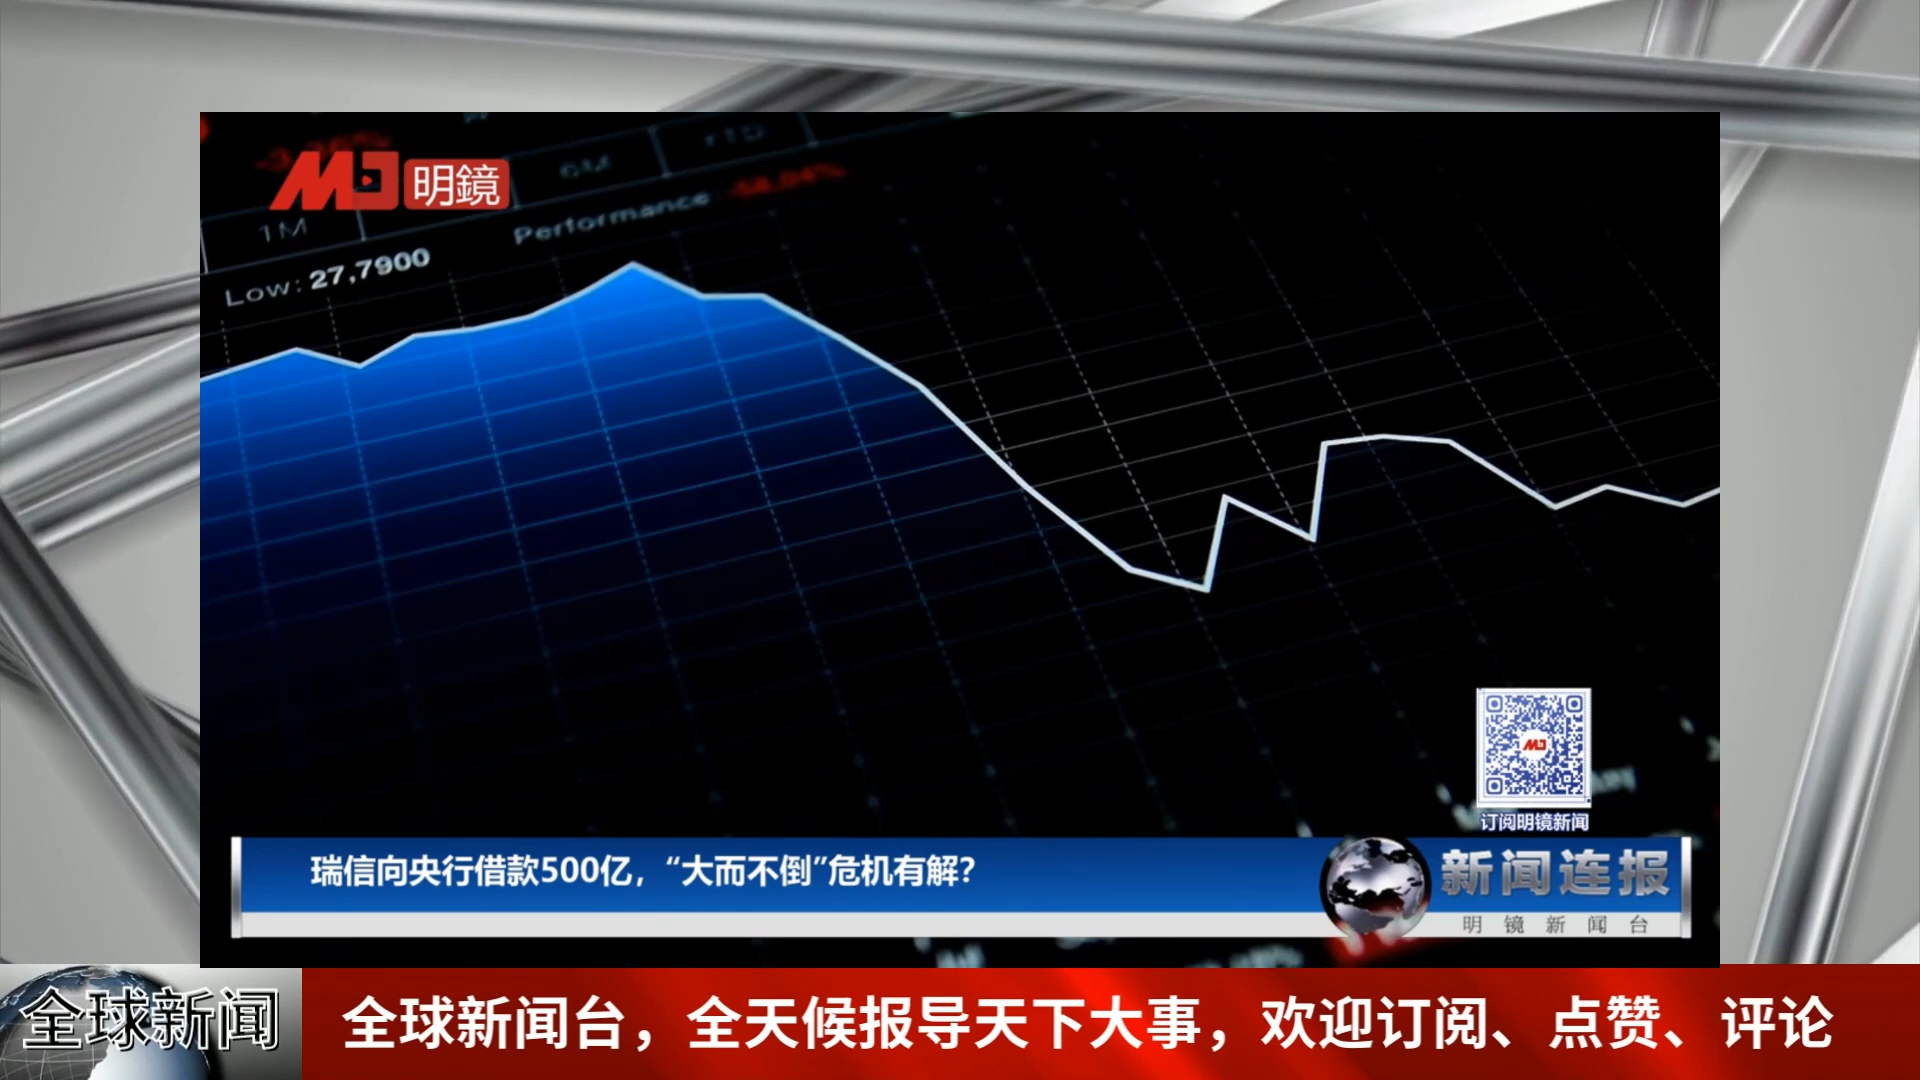 明鏡
1M
6M
YTD
Performance
Low: 27,7900
订阅明镜新闻
瑞信向央行借款500亿，“大而不倒”危机有解？
新闻连报
明镜新闻台
全球新闻
全球新闻台，全天候报导天下大事，欢迎订阅、点赞、评论